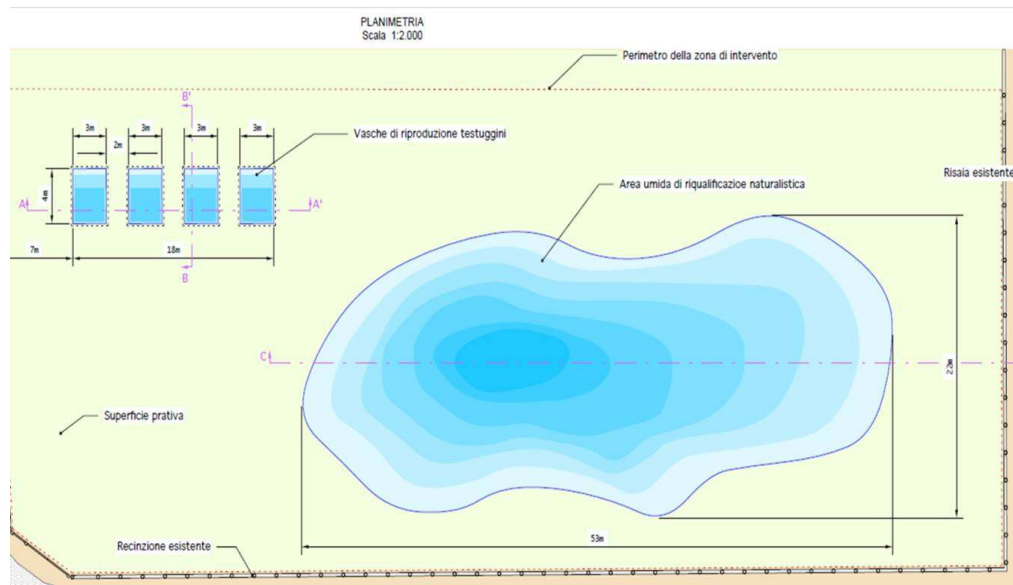 PLANIMETRIA
Scala 1:2.000
Perimetro della zona di intervento
B'
3m
3m
3m
3m
Vasche di riproduzione testuggini
2m
Risaia esistente
Area umida di riqualificazioe naturalistica
4m
A
A'
7m
18m
B
C
22m
Superficie prativa
53m
Recinzione esistente